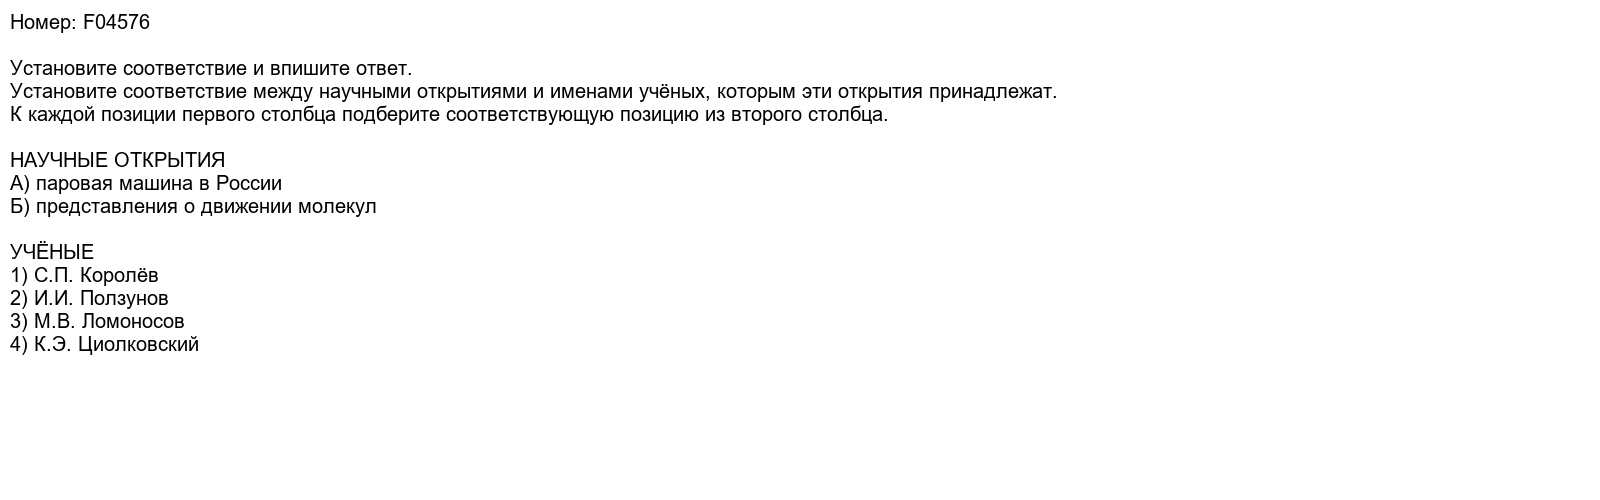 Номер: F04576
Установите соответствие и впишите ответ.
Установите соответствие между научными открытиями и именами учёных, которым эти открытия принадлежат.
К каждой позиции первого столбца подберите соответствующую позицию из второго столбца.
НАУЧНЫЕ ОТКРЫТИЯ
А) паровая машина в России
Б) представления о движении молекул
УЧЁНЫЕ
1) С.П. Королёв
2) И.И. Ползунов
3) М.В. Ломоносов
4) К.Э. Циолковский